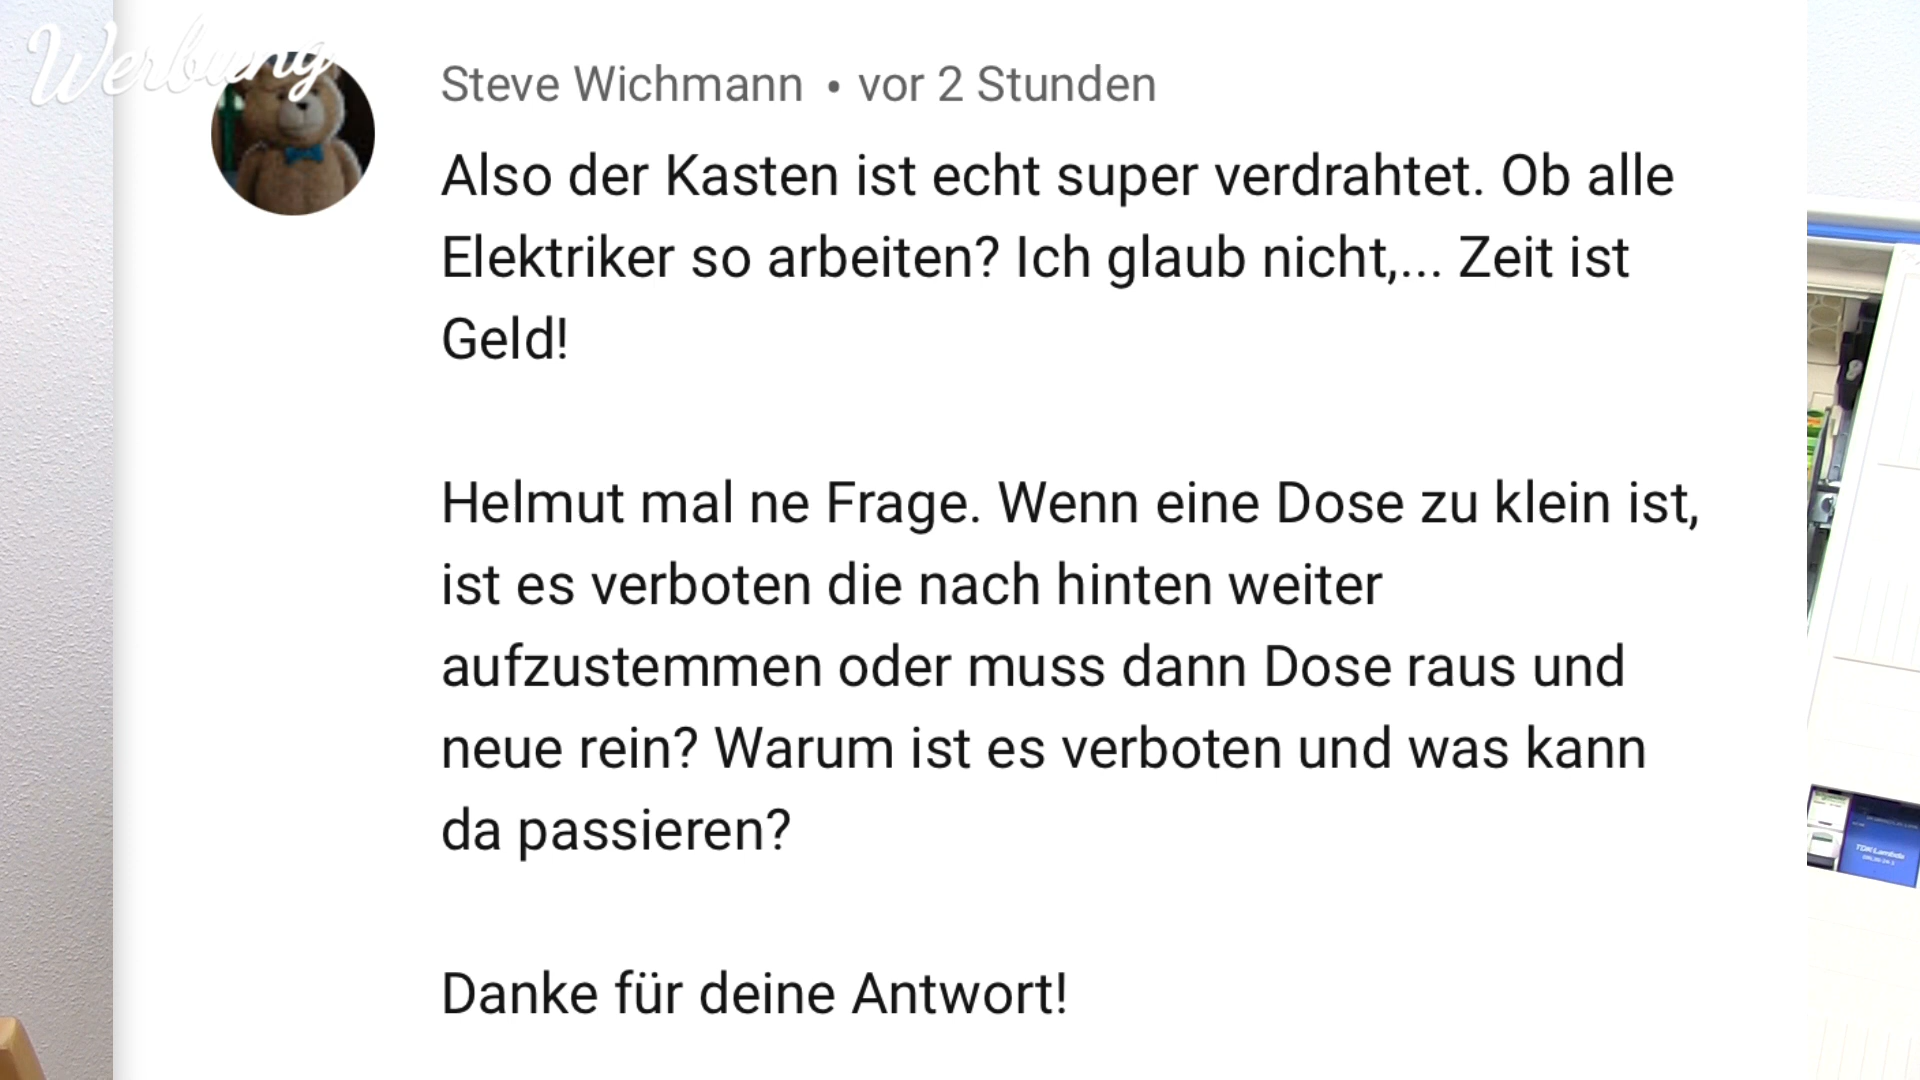 Werbung
Steve Wichmann • vor 2 Stunden
Also der Kasten ist echt super verdrahtet. Ob alle
Elektriker so arbeiten? Ich glaub nicht,... Zeit ist
Geld!
Helmut mal ne Frage. Wenn eine Dose zu klein ist,
ist es verboten die nach hinten weiter
aufzustemmen oder muss dann Dose raus und
neue rein? Warum ist es verboten und was kann
da passieren?
Danke für deine Antwort!
TDK-Lambda